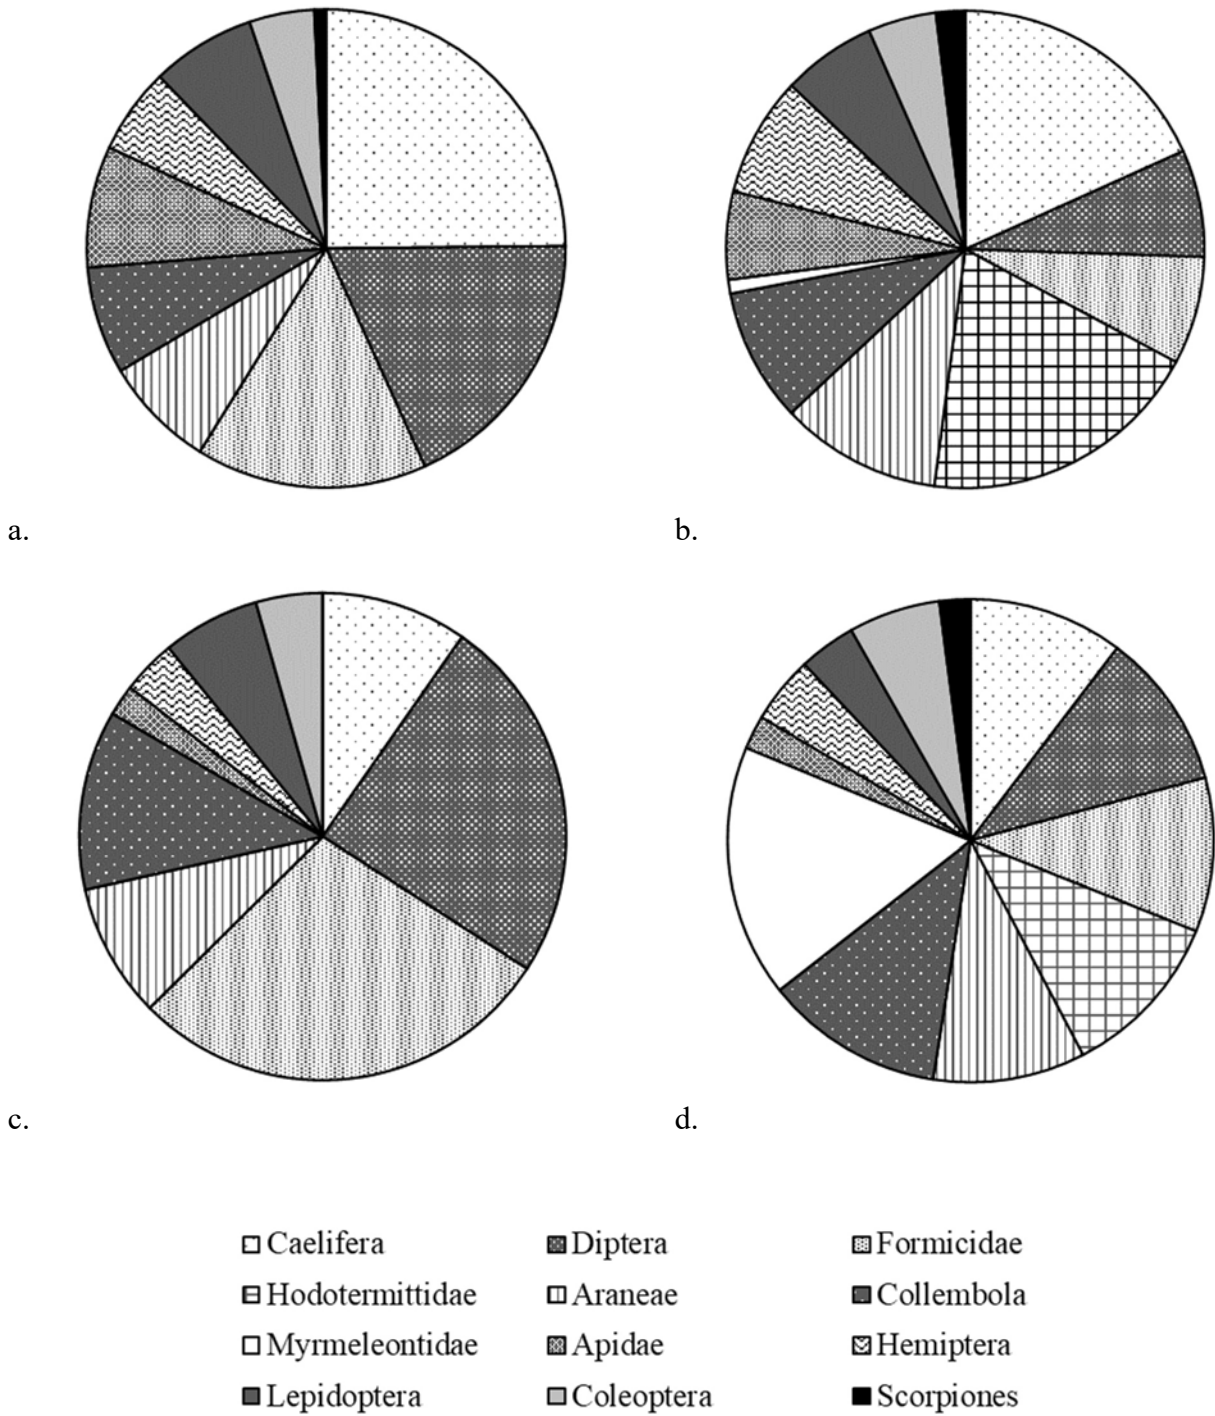 a.
b.
c.
d.
Caelifera
Diptera
Formicidae
Hodotermittidae
Araneae
Collembola
Myrmeleontidae
Apidae
Hemiptera
Lepidoptera
Coleoptera
Scorpiones